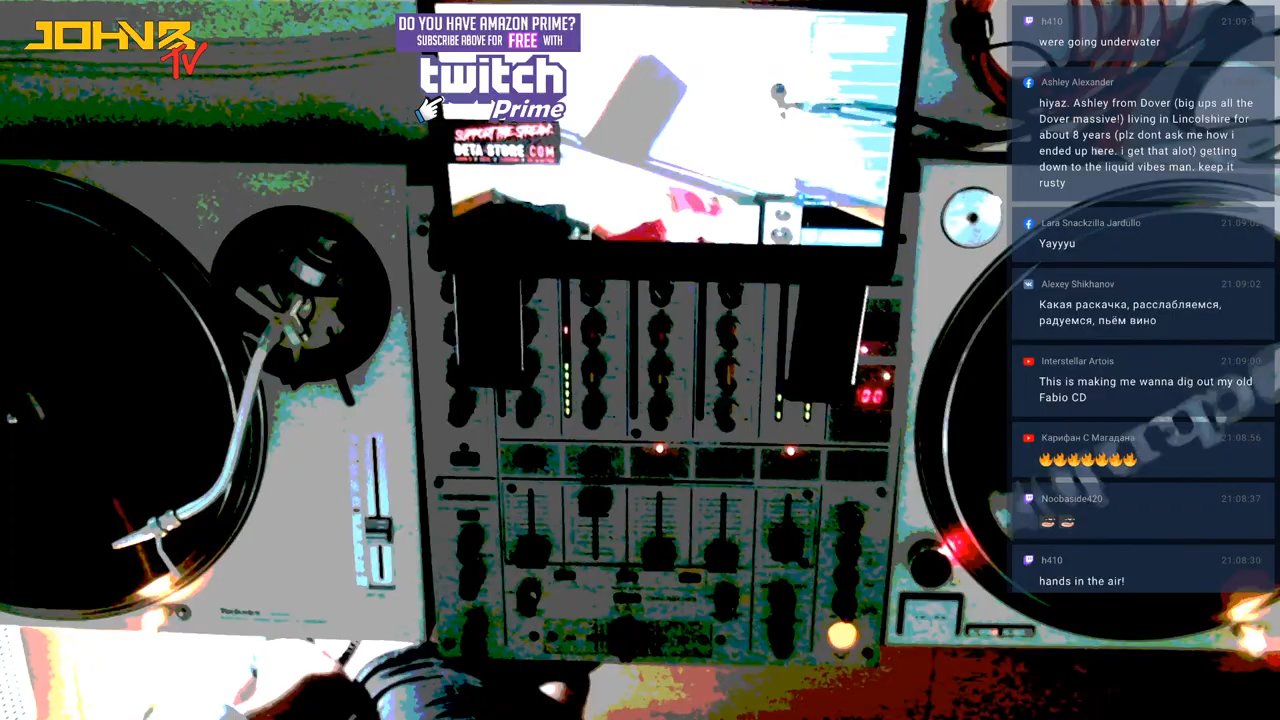 JOHN B
TV
DO YOU HAVE AMAZON PRIME?
SUBSCRIBE ABOVE FOR FREE WITH
twitch
Prime
SUPPORT THE STREAM:
BETA-STORE.COM
Technics
h410
were going underwater
Ashley Alexander
hiyaz. Ashley from Dover (big ups all the
Dover massive!) living in Lincolshire for
about 8 years (plz dont ask me how i
ended up here. i get that alot) getting
down to the liquid vibes man. keep it
rusty
Lara Snackzilla Jardullo
Yayyyu
Alexey Shikhanov 21:09:02
Какая раскачка, расслабляемся,
радуемся, пьём вино
Interstellar Artois 21:09:00
This is making me wanna dig out my old
Fabio CD
Карифан С Магадана 21:08:56
Noobaside420 21:08:37
h410 21:08:30
hands in the air!